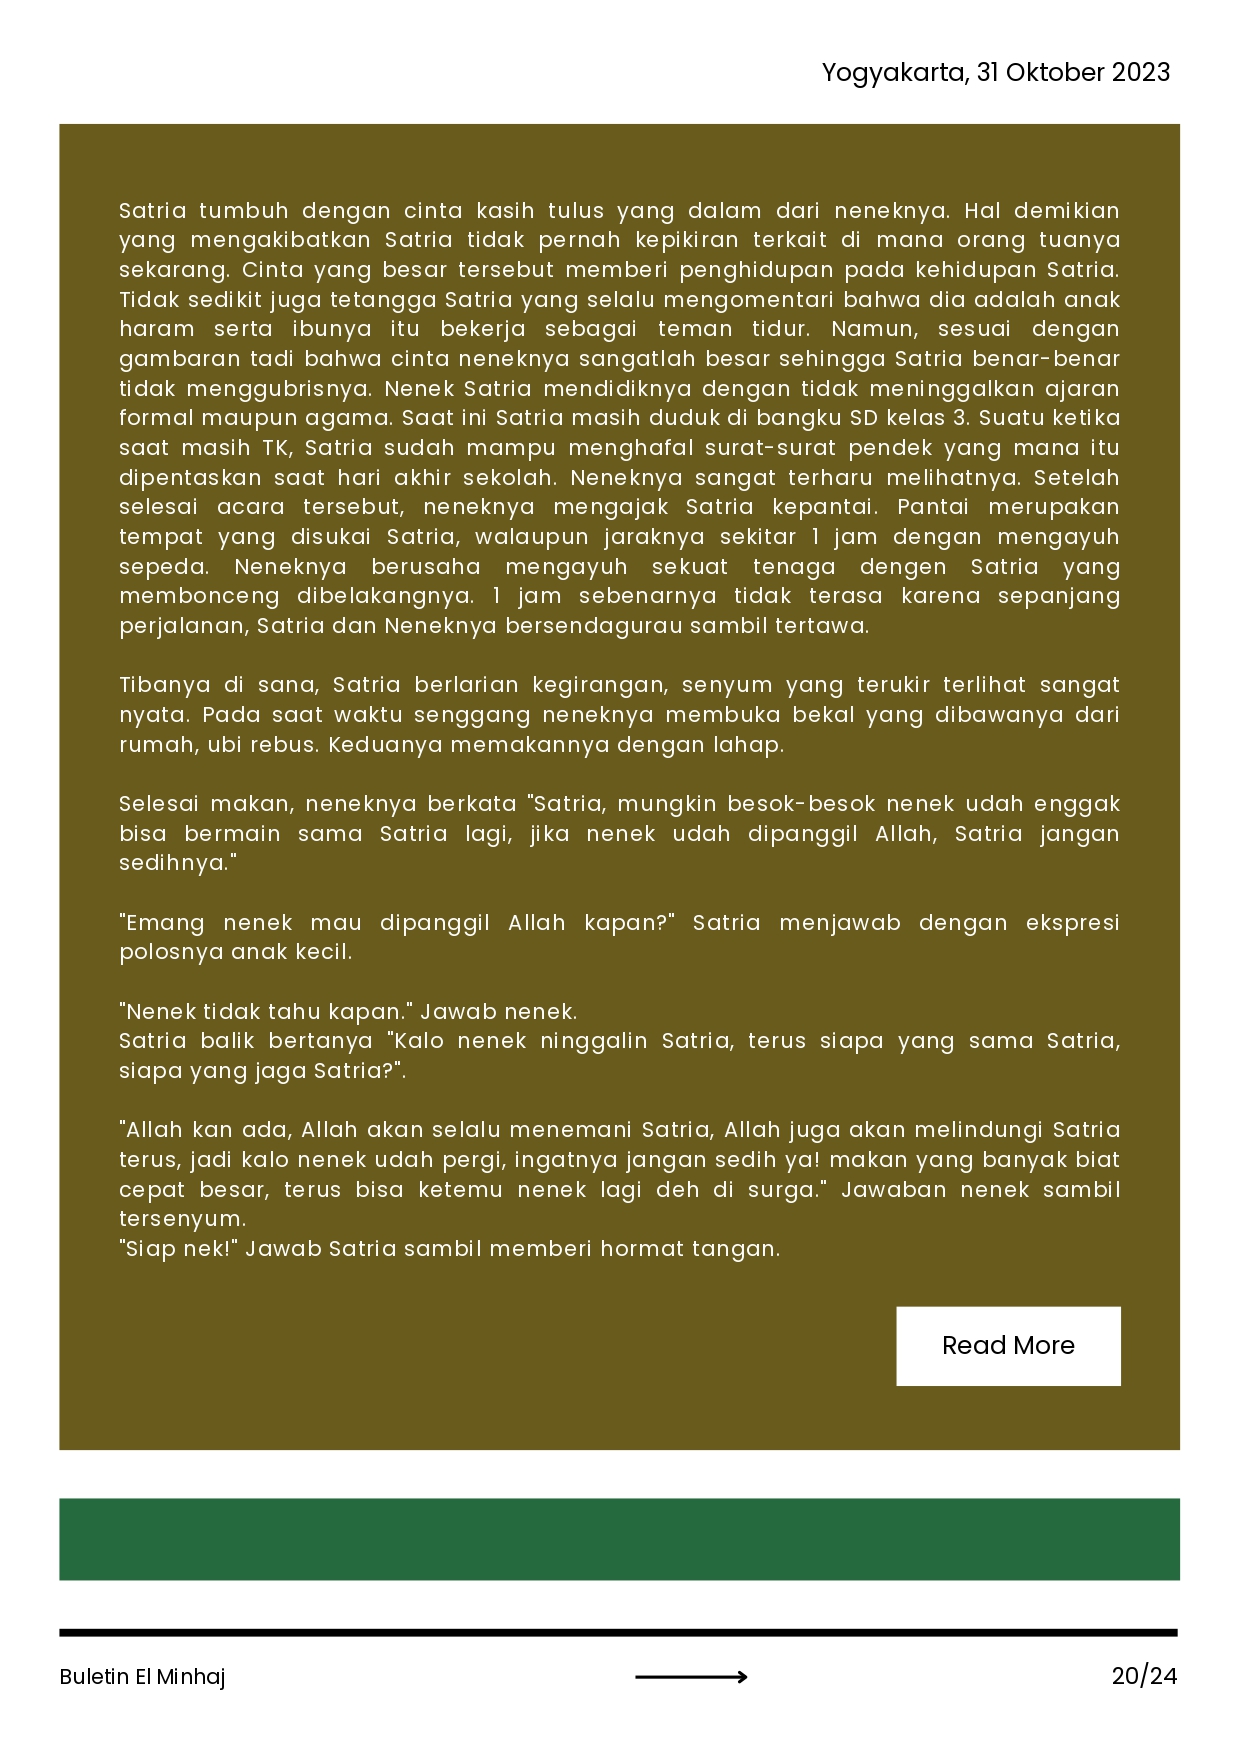 Yogyakarta, 31 Oktober 2023
Satria tumbuh dengan cinta kasih tulus yang dalam dari neneknya. Hal demikian
yang mengakibatkan Satria tidak pernah kepikiran terkait di mana orang tuanya
sekarang. Cinta yang besar tersebut memberi penghidupan pada kehidupan Satria.
Tidak sedikit juga tetangga Satria yang selalu mengomentari bahwa dia adalah anak
haram serta ibunya itu bekerja sebagai teman tidur. Namun, sesuai dengan
gambaran tadi bahwa cinta neneknya sangatlah besar sehingga Satria benar-benar
tidak menggubrisnya. Nenek Satria mendidiknya dengan tidak meninggalkan ajaran
formal maupun agama. Saat ini Satria masih duduk di bangku SD kelas 3. Suatu ketika
saat masih TK, Satria sudah mampu menghafal surat-surat pendek yang mana itu
dipentaskan saat hari akhir sekolah. Neneknya sangat terharu melihatnya. Setelah
selesai acara tersebut, neneknya mengajak Satria kepantai. Pantai merupakan
tempat yang disukai Satria, walaupun jaraknya sekitar 1 jam dengan mengayuh
sepeda. Neneknya berusaha mengayuh sekuat tenaga dengen Satria yang
membonceng dibelakangnya. 1 jam sebenarnya tidak terasa karena sepanjang
perjalanan, Satria dan Neneknya bersendagurau sambil tertawa.
Tibanya di sana, Satria berlarian kegirangan, senyum yang terukir terlihat sangat
nyata. Pada saat waktu senggang neneknya membuka bekal yang dibawanya dari
rumah, ubi rebus. Keduanya memakannya dengan lahap.
Selesai makan, neneknya berkata "Satria, mungkin besok-besok nenek udah enggak
bisa bermain sama Satria lagi, jika nenek udah dipanggil Allah, Satria jangan
sedihnya."
"Emang nenek mau dipanggil Allah kapan?" Satria menjawab dengan ekspresi
polosnya anak kecil.
"Nenek tidak tahu kapan." Jawab nenek.
Satria balik bertanya "Kalo nenek ninggalin Satria, terus siapa yang sama Satria,
siapa yang jaga Satria?".
"Allah kan ada, Allah akan selalu menemani Satria, Allah juga akan melindungi Satria
terus, jadi kalo nenek udah pergi, ingatnya jangan sedih ya! makan yang banyak biat
cepat besar, terus bisa ketemu nenek lagi deh di surga." Jawaban nenek sambil
tersenyum.
"Siap nek!" Jawab Satria sambil memberi hormat tangan.
Read More
Buletin El Minhaj
20/24